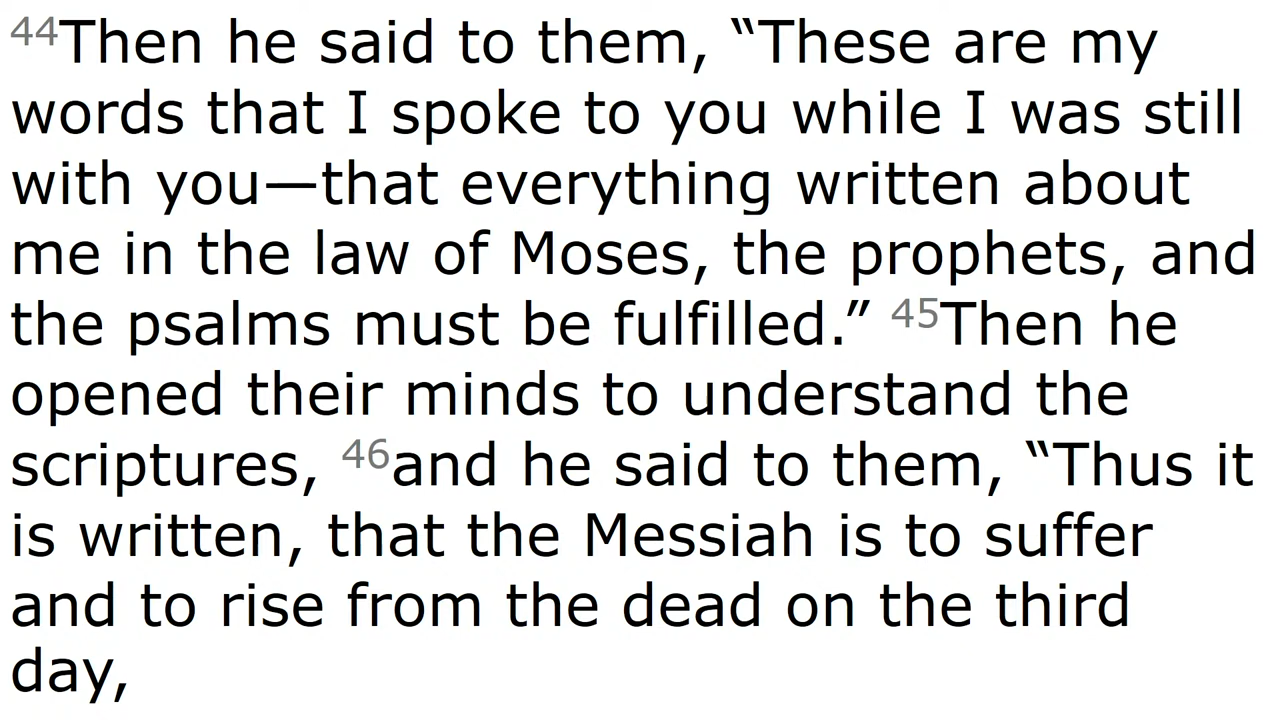 44Then he said to them, “These are my
words that I spoke to you while I was still
with you—that everything written about
me in the law of Moses, the prophets, and
the psalms must be fulfilled.” 45Then he
opened their minds to understand the
scriptures, 46and he said to them, “Thus it
is written, that the Messiah is to suffer
and to rise from the dead on the third
day,